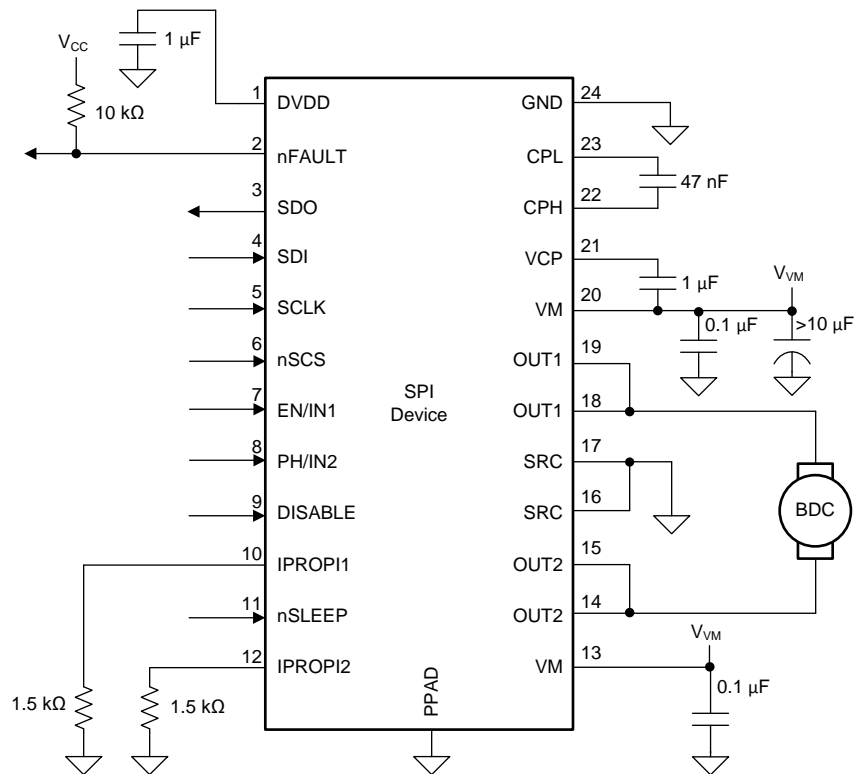 V_CC
1 µF
10 kΩ
1
DVDD
2
nFAULT
3
SDO
4
SDI
5
SCLK
6
nSCS
7
EN/IN1
8
PH/IN2
9
DISABLE
10
IPROPI1
11
nSLEEP
12
IPROPI2
1.5 kΩ
1.5 kΩ
SPI
Device
PPAD
GND
24
CPL
23
47 nF
CPH
22
VCP
21
1 µF
V_VM
VM
20
0.1 µF
>10 µF
OUT1
19
OUT1
18
SRC
17
SRC
16
BDC
OUT2
15
OUT2
14
V_VM
VM
13
0.1 µF